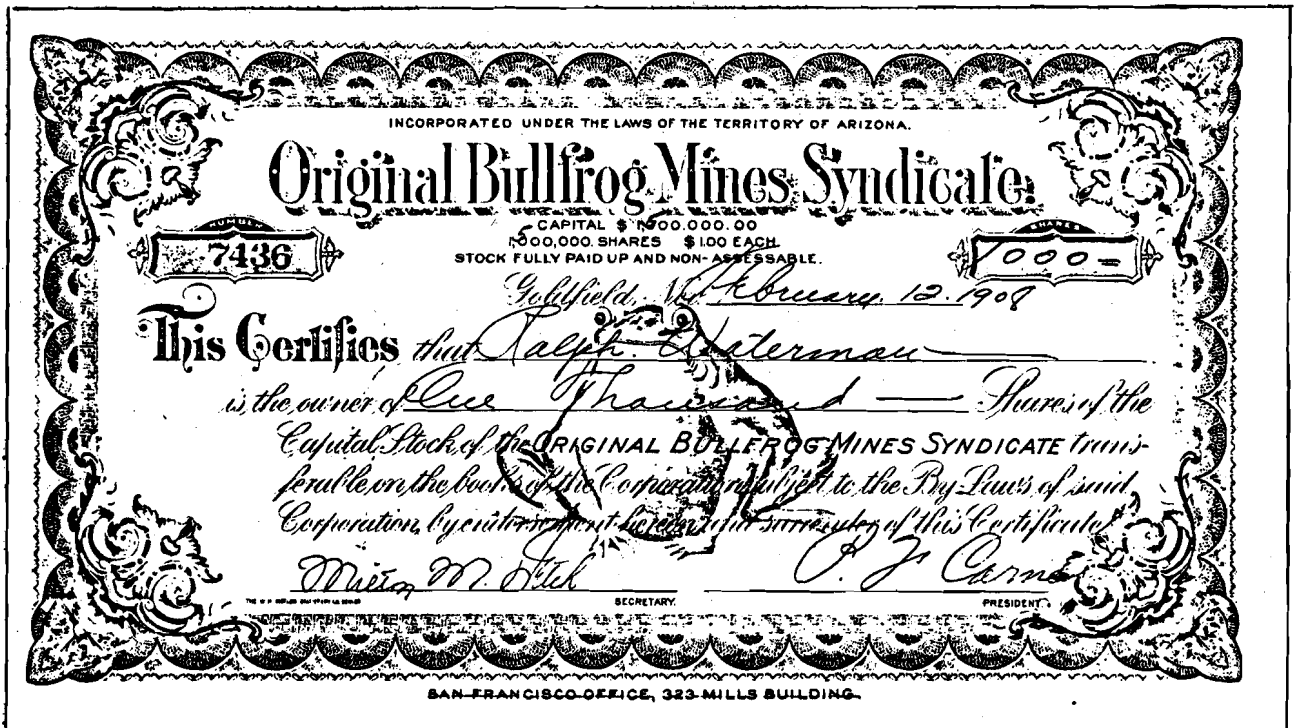 INCORPORATED UNDER THE LAWS OF THE TERRITORY OF ARIZONA.
Original Bullfrog Mines Syndicate.
CAPITAL $1,000.000.00
1,000,000. SHARES $1.00 EACH.
STOCK FULLY PAID UP AND NON-ASSESSABLE.
NUMBER
7436
SHARES
1000=
Goldfield, Nev. February 12. 1908
This Certifies that Ralph. Waterman
is the owner of One Thousand Shares of the
Capital Stock of the ORIGINAL BULLFROG MINES SYNDICATE trans-
ferable on the books of the Corporation subject to the By-Laws of said
Corporation, by endorsement hereon and surrender of this Certificate.
Milton M.
P. J. Carne
SECRETARY.
PRESIDENT.
SAN FRANCISCO OFFICE, 323 MILLS BUILDING.